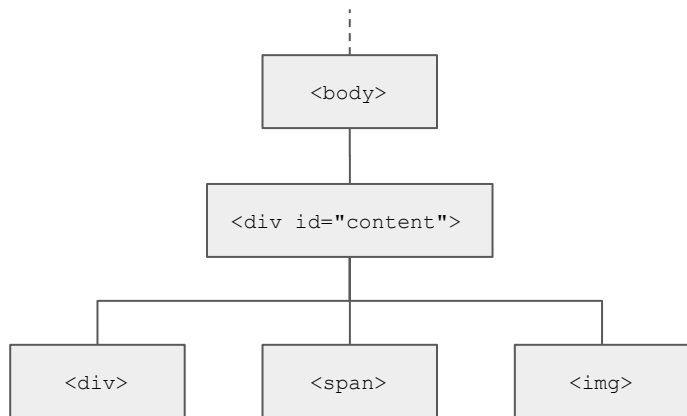 <body>
<div id="content">
<div>
<span>
<img>